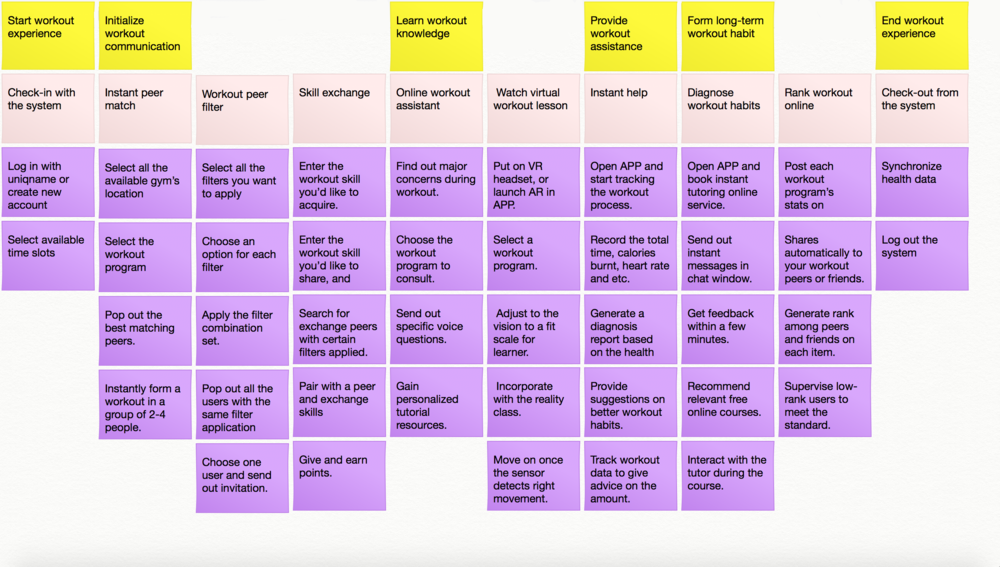 Start workout
experience
Initialize
workout
communication
Learn workout
knowledge
Provide
workout
assistance
Form long-term
workout habit
End workout
experience
Check-in with
the system
Instant peer
match
Workout peer
filter
Skill exchange
Online workout
assistant
Watch virtual
workout lesson
Instant help
Diagnose
workout habits
Rank workout
online
Check-out from
the system
Log in with
uniqname or
create new
account
Select all the
available gym's
location
Select all the
filters you want
to apply
Enter the
workout skill
you'd like to
acquire.
Find out major
concerns during
workout.
Put on VR
headset, or
launch AR in
APP.
Open APP and
start tracking
the workout
process.
Open APP and
book instant
tutoring online
service.
Post each
workout
program's
stats on
Synchronize
health data
Select available
time slots
Select the
workout
program
Choose an
option for each
filter
Enter the
workout skill
you'd like to
share, and
Choose the
workout
program to
consult.
Select a
workout
program.
Record the total
time, calories
burnt, heart rate
and etc.
Send out
instant
messages in
chat window.
Shares
automatically to
your workout
peers or friends.
Log out the
system
Pop out the
best matching
peers.
Apply the filter
combination
set.
Search for
exchange peers
with certain
filters applied.
Send out
specific voice
questions.
Adjust to the
vision to a fit
scale for
learner.
Generate a
diagnosis
report based
on the health
Get feedback
within a few
minutes.
Generate rank
among peers
and friends on
each item.
Instantly form a
workout in a
group of 2-4
people.
Pop out all the
users with the
same filter
application
Pair with a peer
and exchange
skills
Gain
personalized
tutorial
resources.
Incorporate
with the reality
class.
Provide
suggestions on
better workout
habits.
Recommend
relevant free
online courses.
Supervise low-
rank users to
meet the
standard.
Choose one
user and send
out invitation.
Give and earn
points.
Move on once
the sensor
detects right
movement.
Track workout
data to give
advice on the
amount.
Interact with the
tutor during the
course.